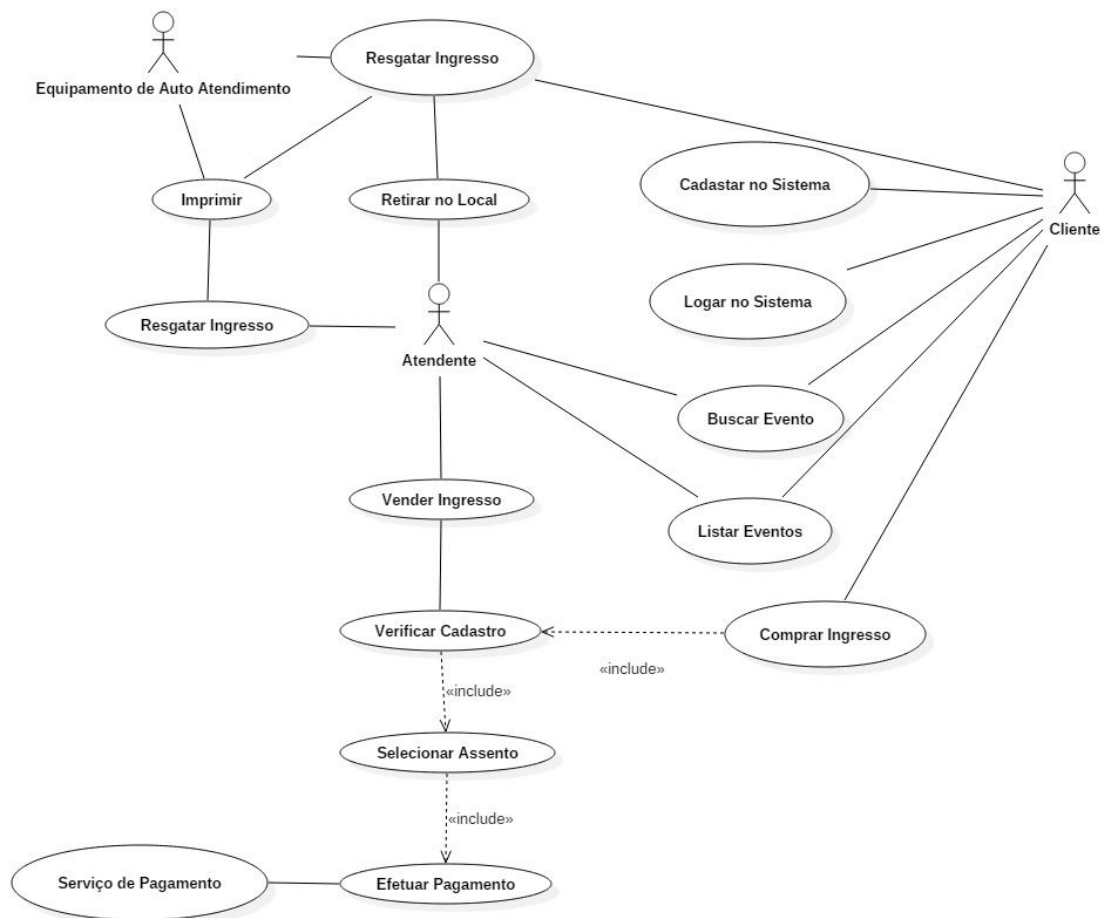 Resgatar Ingresso
Equipamento de Auto Atendimento
Cadastar no Sistema
Imprimir
Retirar no Local
Cliente
Logar no Sistema
Resgatar Ingresso
Atendente
Buscar Evento
Vender Ingresso
Listar Eventos
Verificar Cadastro
Comprar Ingresso
«include»
«include»
Selecionar Assento
«include»
Serviço de Pagamento
Efetuar Pagamento